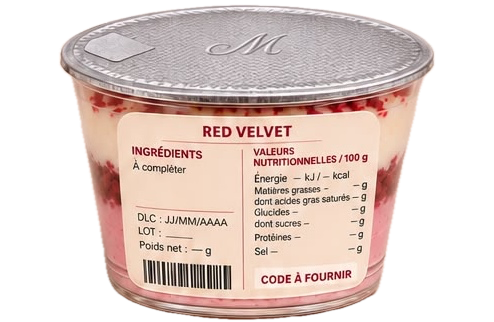 M
RED VELVET
INGRÉDIENTS
À compléter
DLC : JJ/MM/AAAA
LOT : ____
Poids net : — g
VALEURS
NUTRITIONNELLES / 100 g
Énergie – kJ / – kcal
Matières grasses – – g
dont acides gras saturés – g
Glucides – – g
dont sucres – – g
Protéines – – g
Sel – – g
CODE À FOURNIR